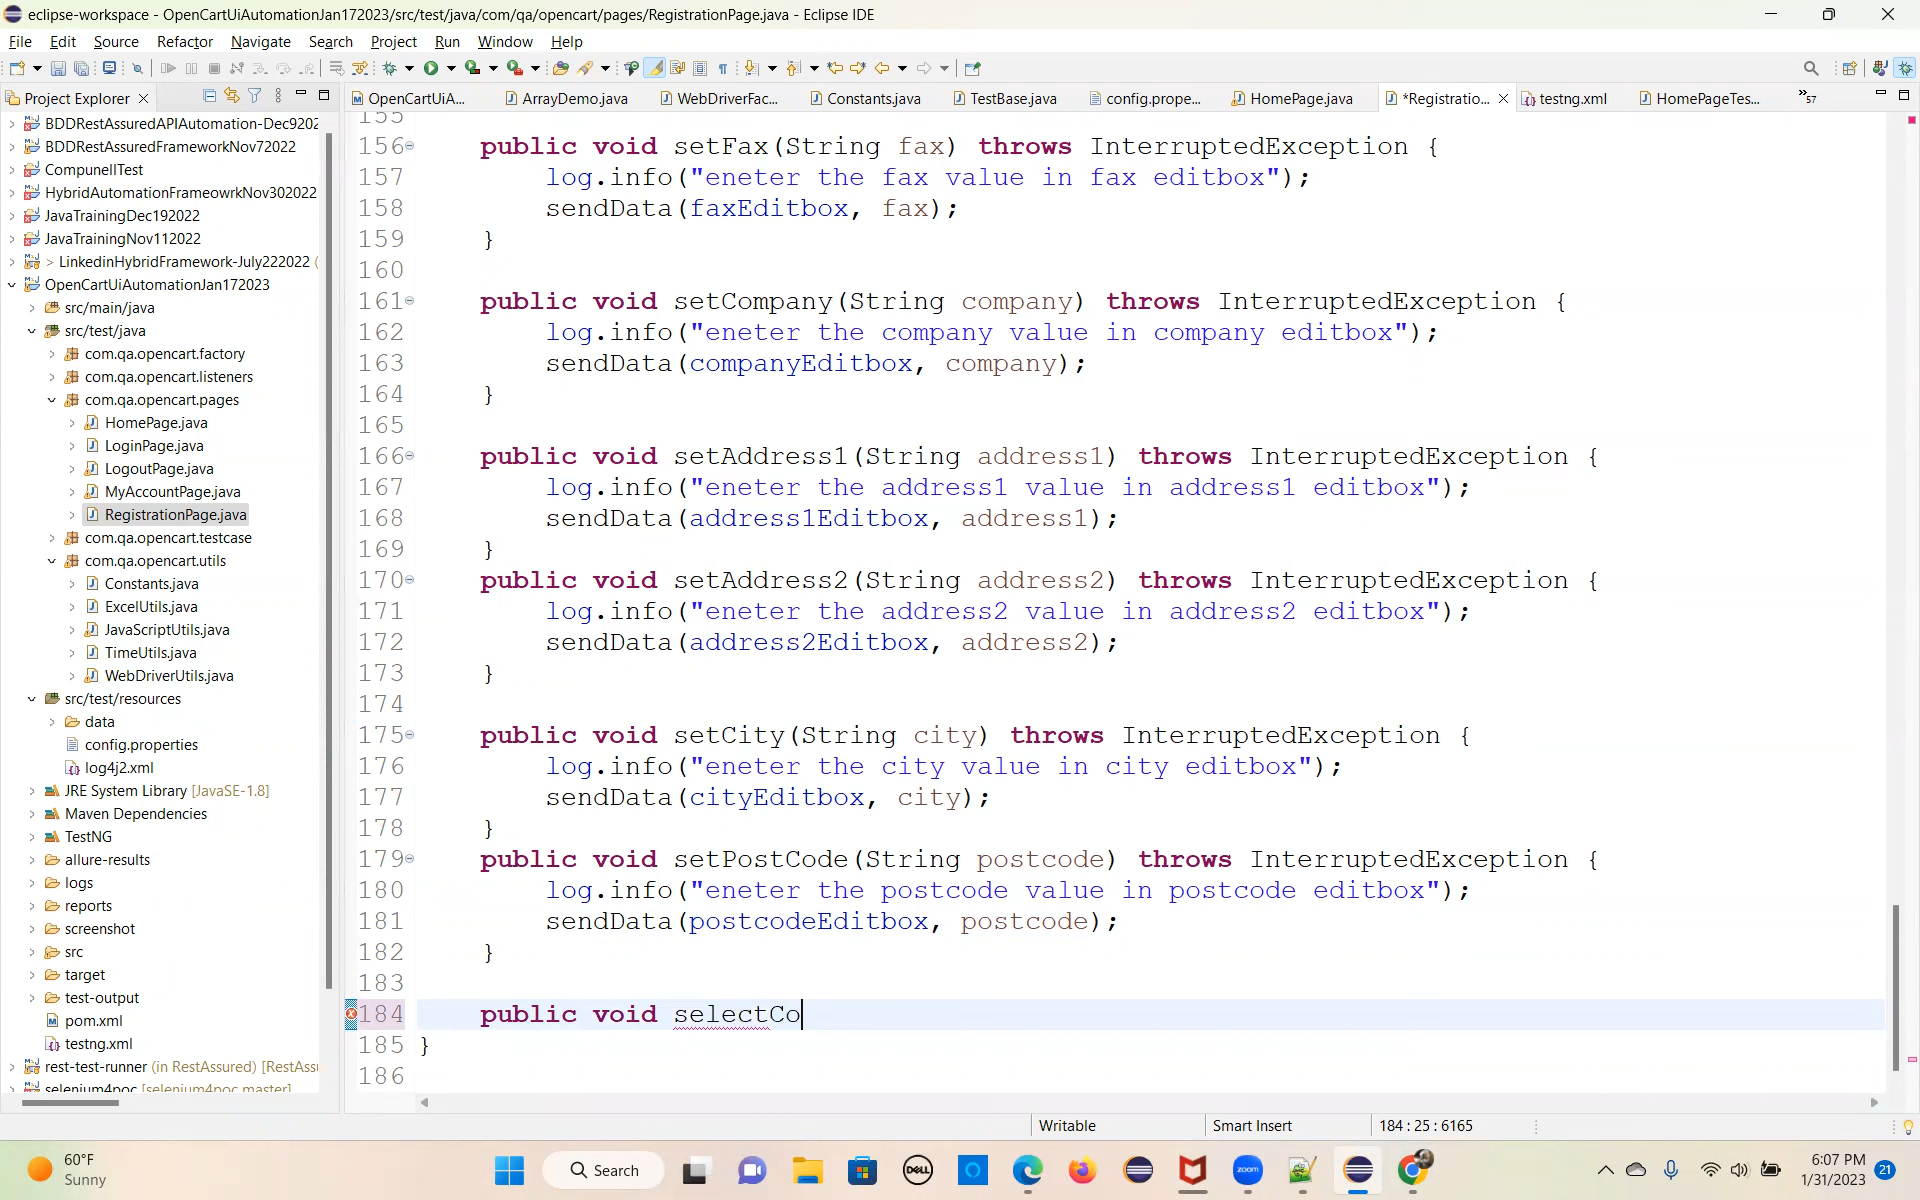 eclipse-workspace - OpenCartUiAutomationJan172023/src/test/java/com/qa/opencart/pages/RegistrationPage.java - Eclipse IDE
File Edit Source Refactor Navigate Search Project Run Window Help
Project Explorer
OpenCartUiA... ArrayDemo.java WebDriverFac... Constants.java TestBase.java config.prope... HomePage.java *Registratio... testng.xml HomePageTes... 57
BDDRestAssuredAPIAutomation-Dec9202
BDDRestAssuredFrameworkNov72022
CompunellTest
HybridAutomationFrameowrkNov302022
JavaTrainingDec192022
JavaTrainingNov112022
> LinkedinHybridFramework-July222022 (
OpenCartUiAutomationJan172023
src/main/java
src/test/java
com.qa.opencart.factory
com.qa.opencart.listeners
com.qa.opencart.pages
HomePage.java
LoginPage.java
LogoutPage.java
MyAccountPage.java
RegistrationPage.java
com.qa.opencart.testcase
com.qa.opencart.utils
Constants.java
ExcelUtils.java
JavaScriptUtils.java
TimeUtils.java
WebDriverUtils.java
src/test/resources
data
config.properties
log4j2.xml
JRE System Library [JavaSE-1.8]
Maven Dependencies
TestNG
allure-results
logs
reports
screenshot
src
target
test-output
pom.xml
testng.xml
rest-test-runner (in RestAssured) [RestAssu
selenium4poc [selenium4poc master]
155
156 public void setFax(String fax) throws InterruptedException {
157 log.info("eneter the fax value in fax editbox");
158 sendData(faxEditbox, fax);
159 }
160
161 public void setCompany(String company) throws InterruptedException {
162 log.info("eneter the company value in company editbox");
163 sendData(companyEditbox, company);
164 }
165
166 public void setAddress1(String address1) throws InterruptedException {
167 log.info("eneter the address1 value in address1 editbox");
168 sendData(address1Editbox, address1);
169 }
170 public void setAddress2(String address2) throws InterruptedException {
171 log.info("eneter the address2 value in address2 editbox");
172 sendData(address2Editbox, address2);
173 }
174
175 public void setCity(String city) throws InterruptedException {
176 log.info("eneter the city value in city editbox");
177 sendData(cityEditbox, city);
178 }
179 public void setPostCode(String postcode) throws InterruptedException {
180 log.info("eneter the postcode value in postcode editbox");
181 sendData(postcodeEditbox, postcode);
182 }
183
184 public void selectCo
185 }
186
Writable Smart Insert 184 : 25 : 6165
60°F
Sunny
Search
DELL
zoom
6:07 PM
1/31/2023
21